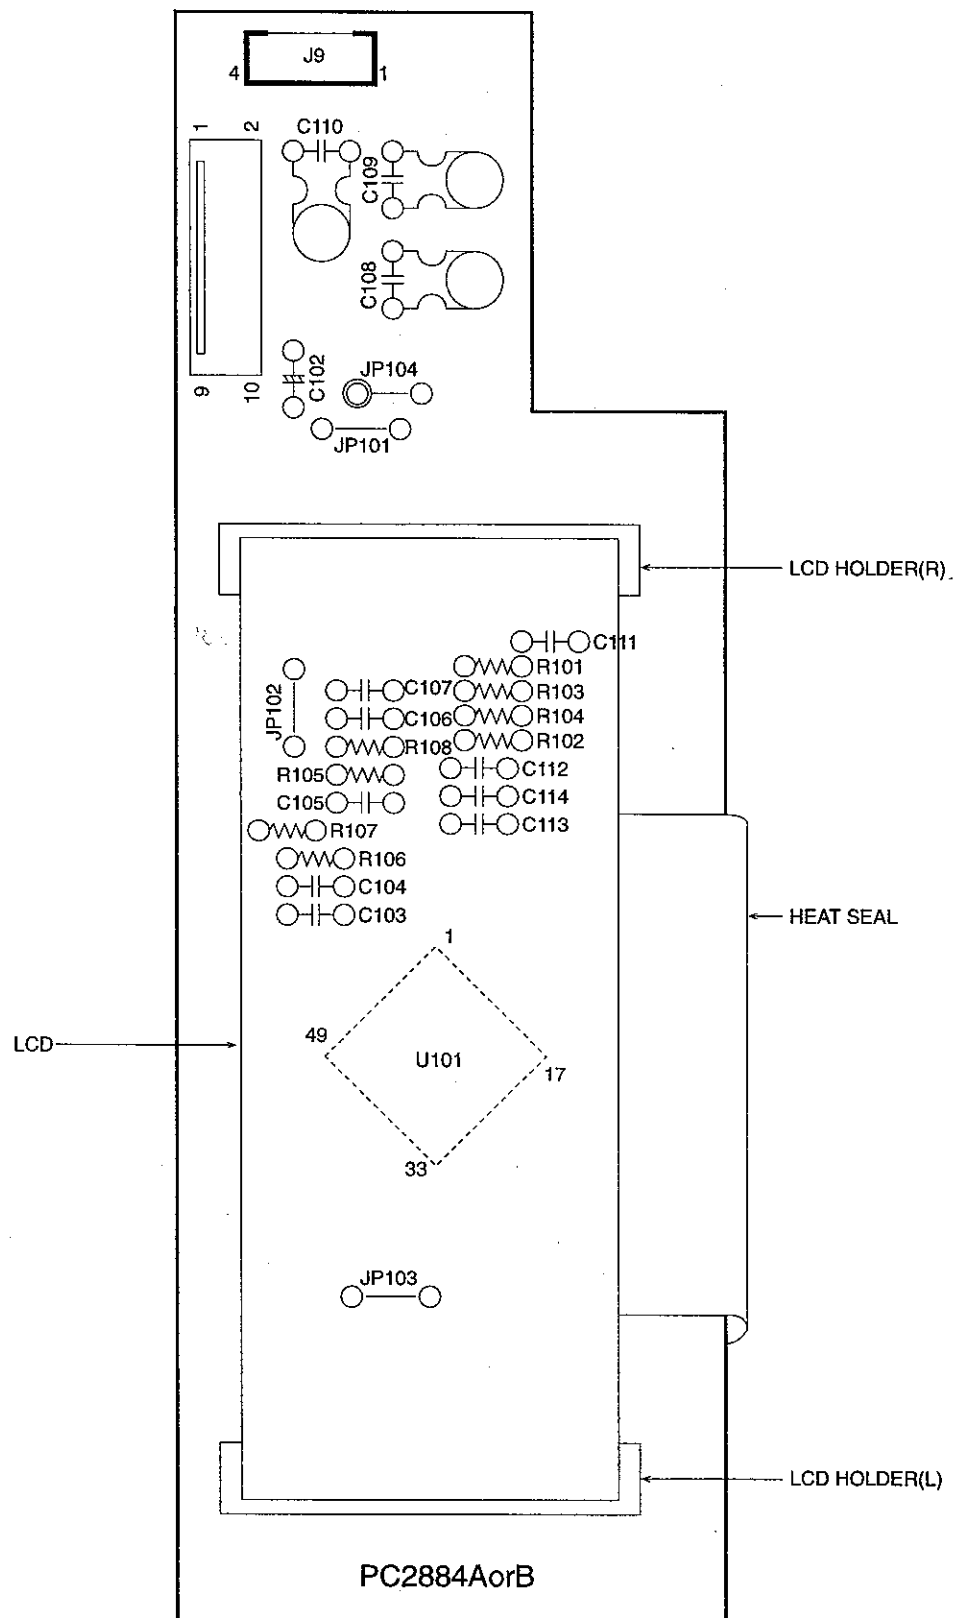 J9
4
1
1
2
C110
C109
C108
C102
JP104
9
10
JP101
LCD HOLDER(R)
C111
R101
JP102
C107
R103
C106
R104
R108
R102
R105
C112
C105
C114
R107
C113
R106
C104
C103
HEAT SEAL
1
49
LCD
U101
17
33
JP103
LCD HOLDER(L)
PC2884AorB